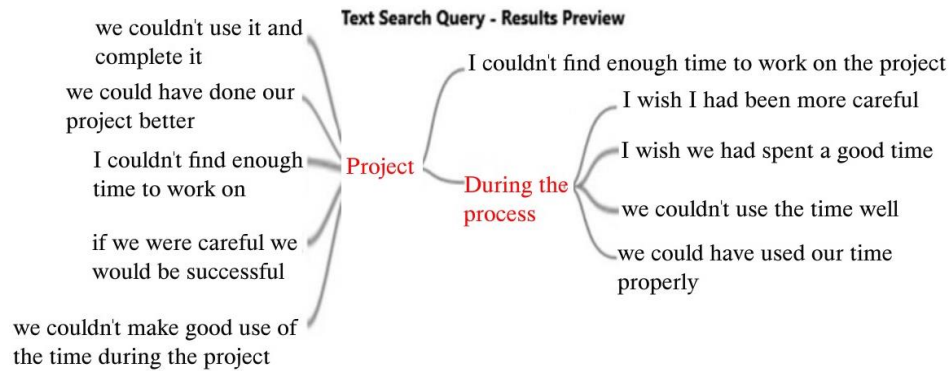 Text Search Query - Results Preview
we couldn't use it and
complete it
we could have done our
project better
I couldn't find enough
time to work on
if we were careful we
would be successful
we couldn't make good use of
the time during the project
Project
I couldn't find enough time to work on the project
During the
process
I wish I had been more careful
I wish we had spent a good time
we couldn't use the time well
we could have used our time
properly